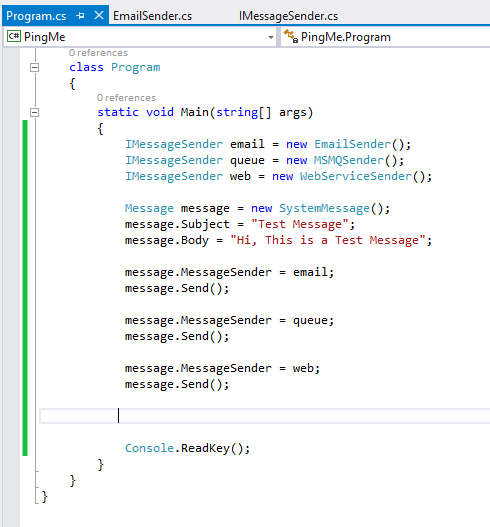 Program.cs EmailSender.cs IMessageSender.cs
C# PingMe PingMe.Program
0 references
class Program
{
0 references
static void Main(string[] args)
{
IMessageSender email = new EmailSender();
IMessageSender queue = new MSMQSender();
IMessageSender web = new WebServiceSender();
Message message = new SystemMessage();
message.Subject = "Test Message";
message.Body = "Hi, This is a Test Message";
message.MessageSender = email;
message.Send();
message.MessageSender = queue;
message.Send();
message.MessageSender = web;
message.Send();
Console.ReadKey();
}
}
}